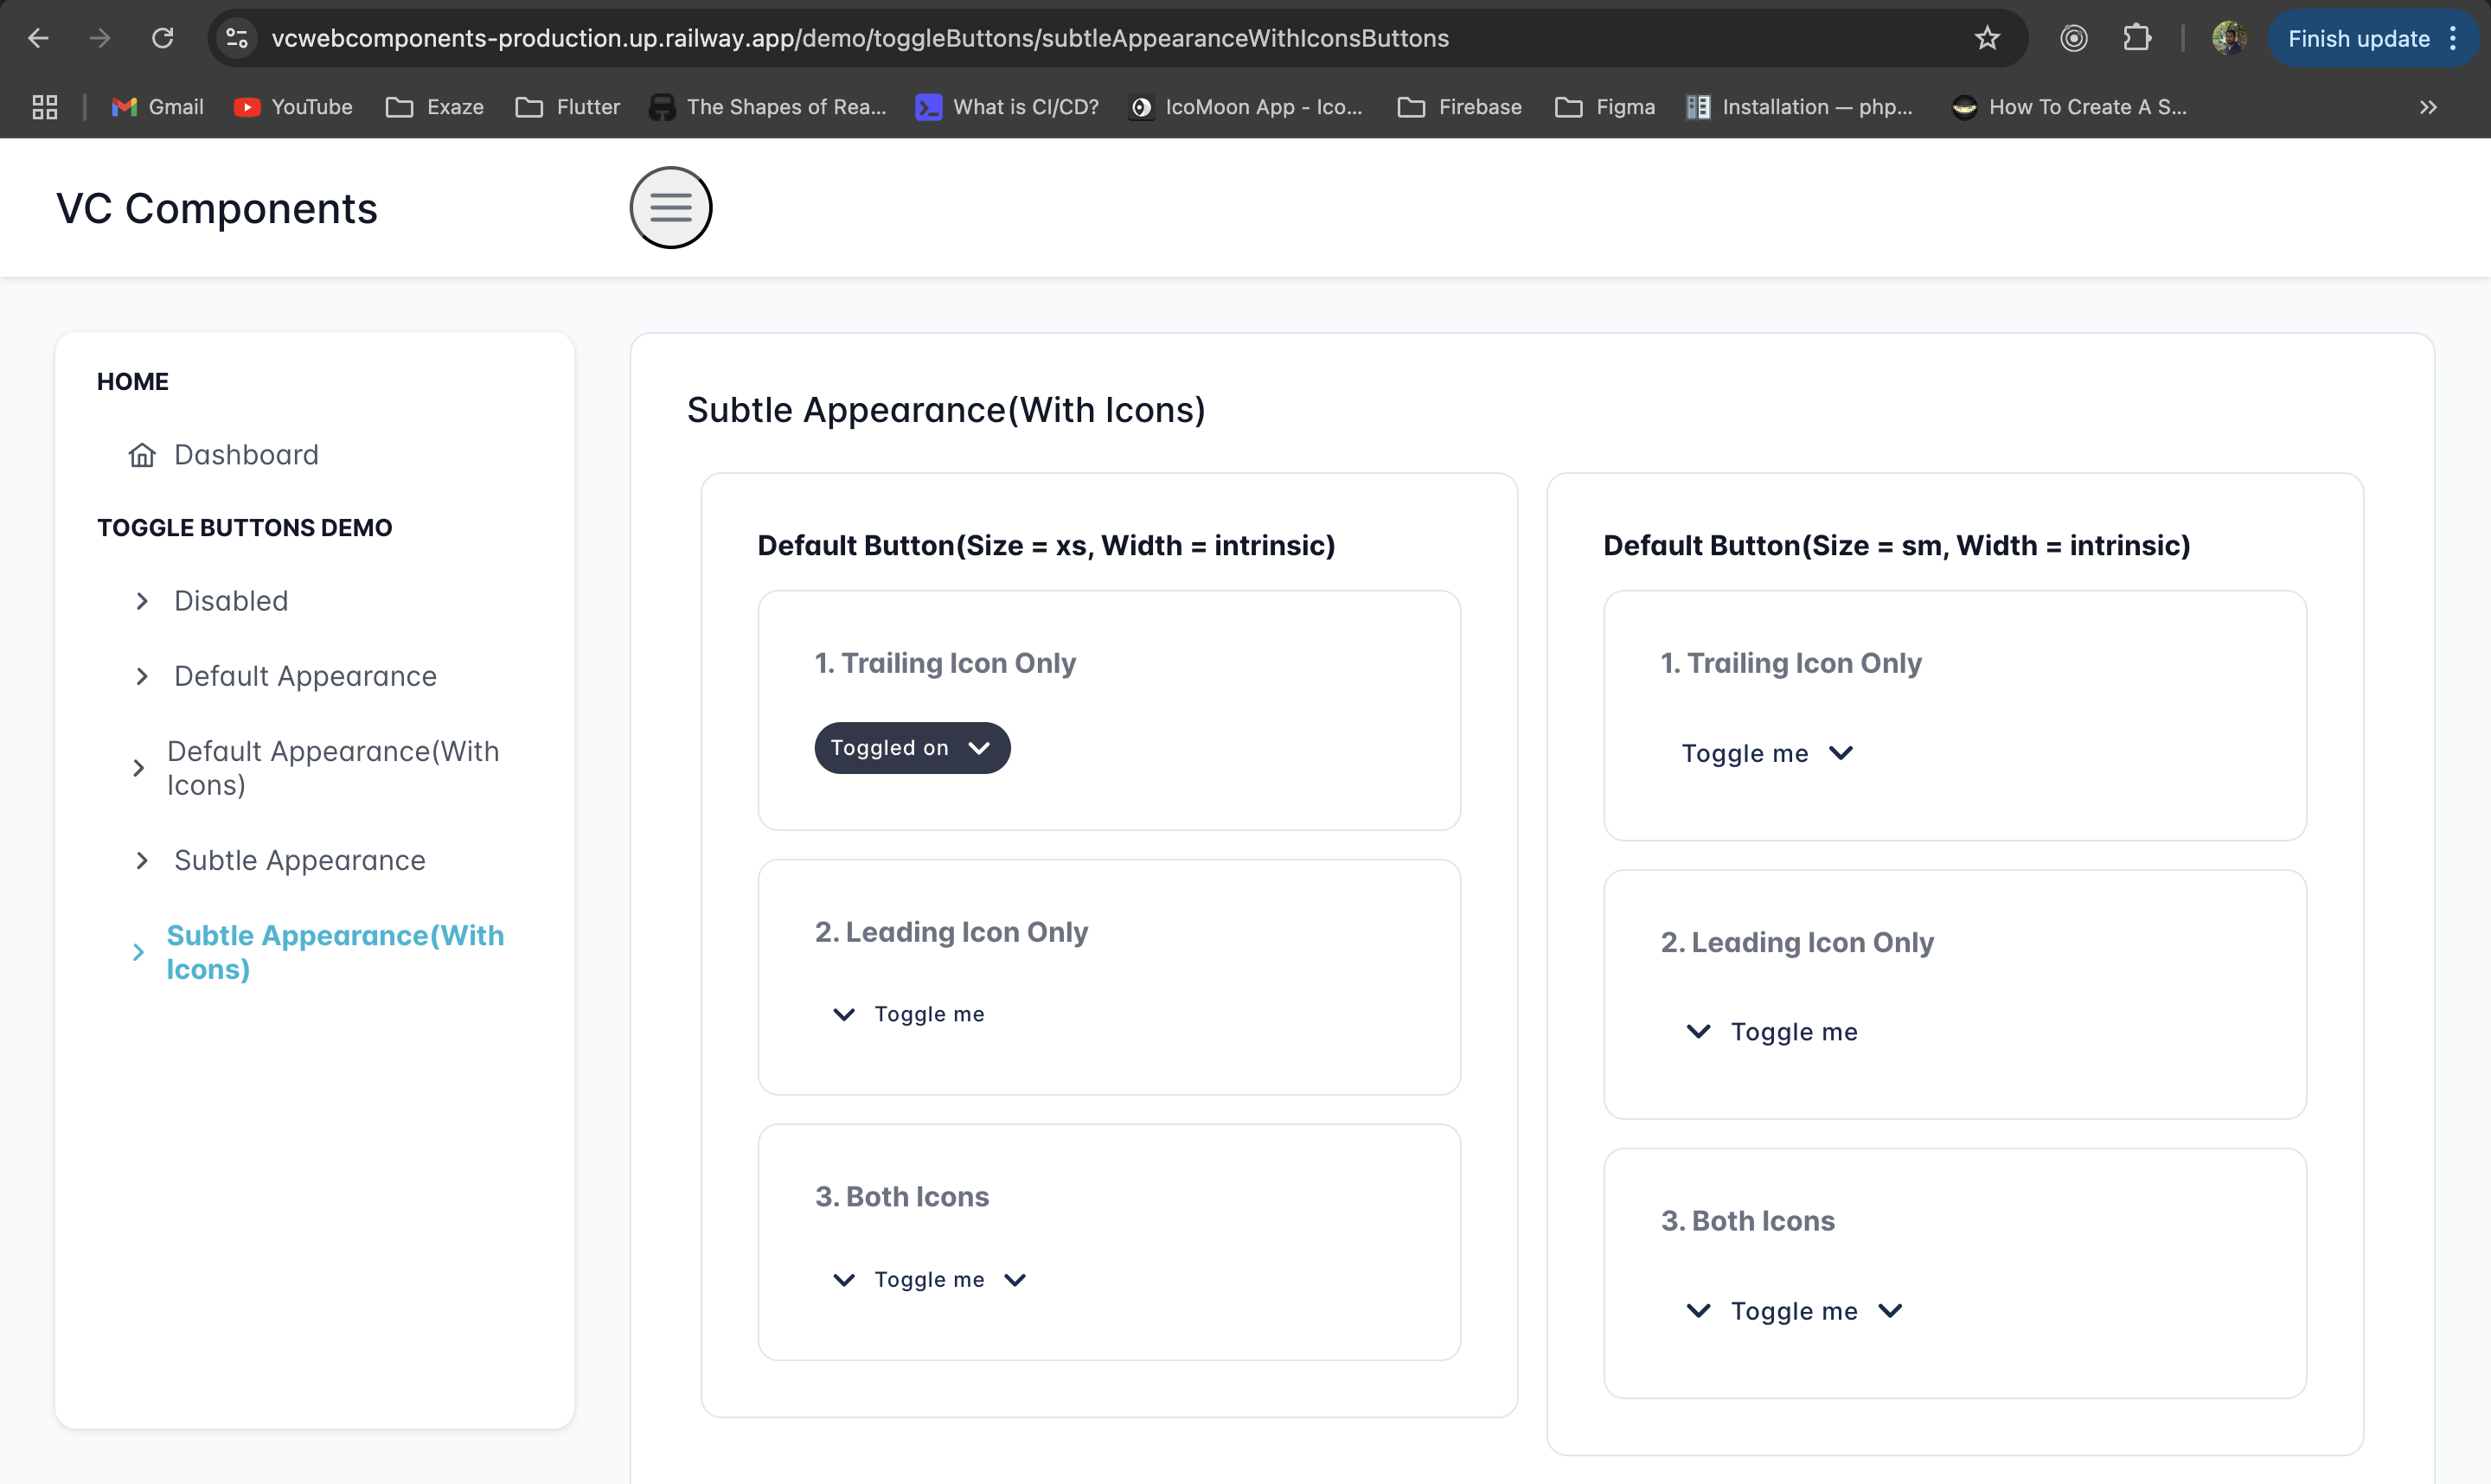 vcwebcomponents-production.up.railway.app/demo/toggleButtons/subtleAppearanceWithIconsButtons
Finish update
Gmail
YouTube
Exaze
Flutter
The Shapes of Rea...
What is CI/CD?
IcoMoon App - Ico...
Firebase
Figma
Installation — php...
How To Create A S...
VC Components
HOME
Dashboard
TOGGLE BUTTONS DEMO
Disabled
Default Appearance
Default Appearance(With
Icons)
Subtle Appearance
Subtle Appearance(With
Icons)
Subtle Appearance(With Icons)
Default Button(Size = xs, Width = intrinsic)
1. Trailing Icon Only
Toggled on
2. Leading Icon Only
Toggle me
3. Both Icons
Toggle me
Default Button(Size = sm, Width = intrinsic)
1. Trailing Icon Only
Toggle me
2. Leading Icon Only
Toggle me
3. Both Icons
Toggle me